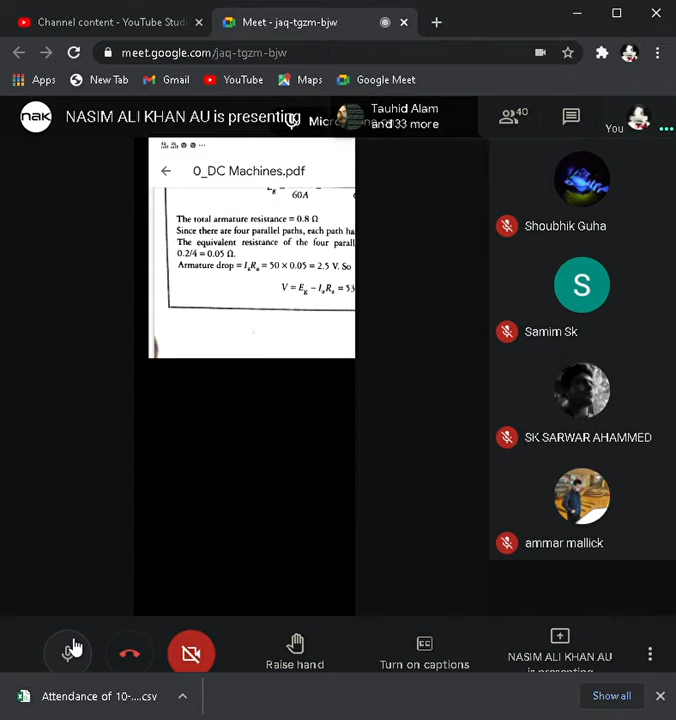 Channel content - YouTube Stud
Meet - jaq-tgzm-bjw
meet.google.com/jaq-tgzm-bjw
Apps
New Tab
Gmail
YouTube
Maps
Google Meet
nak
NASIM ALI KHAN AU is presenting
Tauhid Alam
and 33 more
40
You
0_DC Machines.pdf
60A
The total armature resistance = 0.8 Ω
Since there are four parallel paths, each path ha
The equivalent resistance of the four parall
0.2/4 = 0.05 Ω.
Armature drop = IₐRₐ = 50 × 0.05 = 2.5 V. So
V = E_g − IₐRₐ = 53
Shoubhik Guha
S
Samim Sk
SK SARWAR AHAMMED
ammar mallick
Raise hand
Turn on captions
NASIM ALI KHAN AU
is presenting
Attendance of 10-....csv
Show all